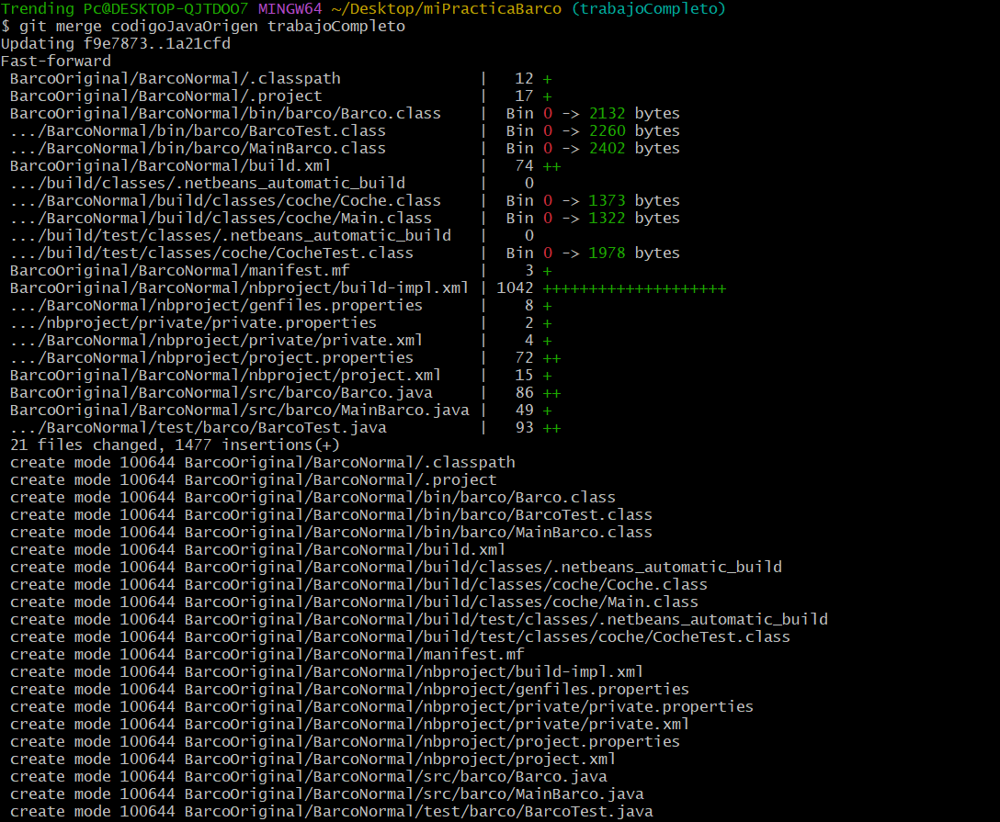 Trending Pc@DESKTOP-QJTDOO7 MINGW64 ~/Desktop/miPracticaBarco (trabajoCompleto)
$ git merge codigoJavaOrigen trabajoCompleto
Updating f9e7873..1a21cfd
Fast-forward
 BarcoOriginal/BarcoNormal/.classpath               |   12 +
 BarcoOriginal/BarcoNormal/.project                 |   17 +
 BarcoOriginal/BarcoNormal/bin/barco/Barco.class    |  Bin 0 -> 2132 bytes
 .../BarcoNormal/bin/barco/BarcoTest.class          |  Bin 0 -> 2260 bytes
 .../BarcoNormal/bin/barco/MainBarco.class          |  Bin 0 -> 2402 bytes
 BarcoOriginal/BarcoNormal/build.xml                |   74 ++
 .../build/classes/.netbeans_automatic_build        |    0
 .../BarcoNormal/build/classes/coche/Coche.class    |  Bin 0 -> 1373 bytes
 .../BarcoNormal/build/classes/coche/Main.class     |  Bin 0 -> 1322 bytes
 .../build/test/classes/.netbeans_automatic_build   |    0
 .../build/test/classes/coche/CocheTest.class       |  Bin 0 -> 1978 bytes
 BarcoOriginal/BarcoNormal/manifest.mf              |    3 +
 BarcoOriginal/BarcoNormal/nbproject/build-impl.xml | 1042 ++++++++++++++++++++
 .../BarcoNormal/nbproject/genfiles.properties      |    8 +
 .../nbproject/private/private.properties           |    2 +
 .../BarcoNormal/nbproject/private/private.xml      |    4 +
 .../BarcoNormal/nbproject/project.properties       |   72 ++
 BarcoOriginal/BarcoNormal/nbproject/project.xml    |   15 +
 BarcoOriginal/BarcoNormal/src/barco/Barco.java     |   86 ++
 BarcoOriginal/BarcoNormal/src/barco/MainBarco.java |   49 +
 .../BarcoNormal/test/barco/BarcoTest.java          |   93 ++
 21 files changed, 1477 insertions(+)
 create mode 100644 BarcoOriginal/BarcoNormal/.classpath
 create mode 100644 BarcoOriginal/BarcoNormal/.project
 create mode 100644 BarcoOriginal/BarcoNormal/bin/barco/Barco.class
 create mode 100644 BarcoOriginal/BarcoNormal/bin/barco/BarcoTest.class
 create mode 100644 BarcoOriginal/BarcoNormal/bin/barco/MainBarco.class
 create mode 100644 BarcoOriginal/BarcoNormal/build.xml
 create mode 100644 BarcoOriginal/BarcoNormal/build/classes/.netbeans_automatic_build
 create mode 100644 BarcoOriginal/BarcoNormal/build/classes/coche/Coche.class
 create mode 100644 BarcoOriginal/BarcoNormal/build/classes/coche/Main.class
 create mode 100644 BarcoOriginal/BarcoNormal/build/test/classes/.netbeans_automatic_build
 create mode 100644 BarcoOriginal/BarcoNormal/build/test/classes/coche/CocheTest.class
 create mode 100644 BarcoOriginal/BarcoNormal/manifest.mf
 create mode 100644 BarcoOriginal/BarcoNormal/nbproject/build-impl.xml
 create mode 100644 BarcoOriginal/BarcoNormal/nbproject/genfiles.properties
 create mode 100644 BarcoOriginal/BarcoNormal/nbproject/private/private.properties
 create mode 100644 BarcoOriginal/BarcoNormal/nbproject/private/private.xml
 create mode 100644 BarcoOriginal/BarcoNormal/nbproject/project.properties
 create mode 100644 BarcoOriginal/BarcoNormal/nbproject/project.xml
 create mode 100644 BarcoOriginal/BarcoNormal/src/barco/Barco.java
 create mode 100644 BarcoOriginal/BarcoNormal/src/barco/MainBarco.java
 create mode 100644 BarcoOriginal/BarcoNormal/test/barco/BarcoTest.java